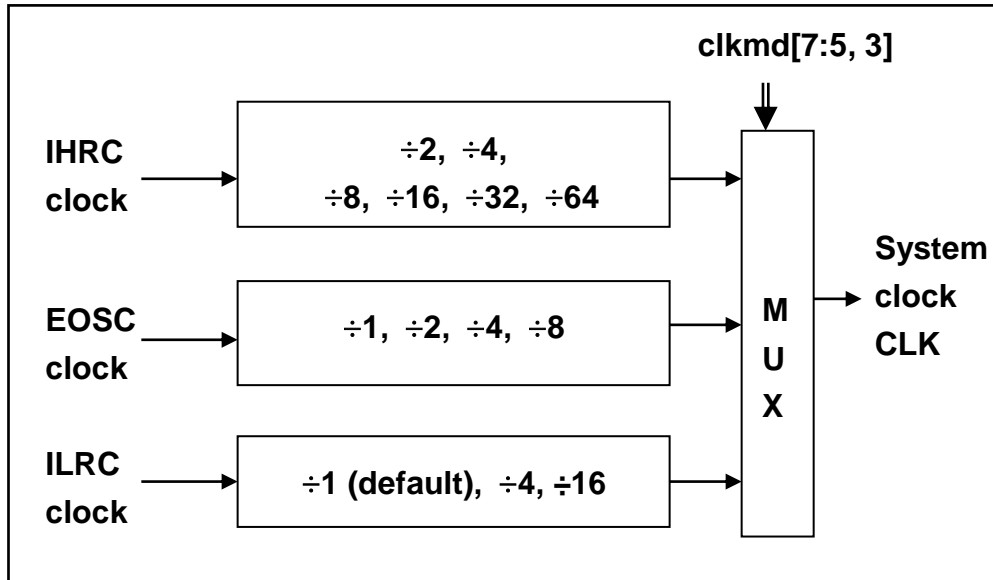 clkmd[7:5, 3]
IHRC
clock
÷2, ÷4,
÷8, ÷16, ÷32, ÷64
EOSC
clock
÷1, ÷2, ÷4, ÷8
ILRC
clock
÷1 (default), ÷4, ÷16
M
U
X
System
clock
CLK